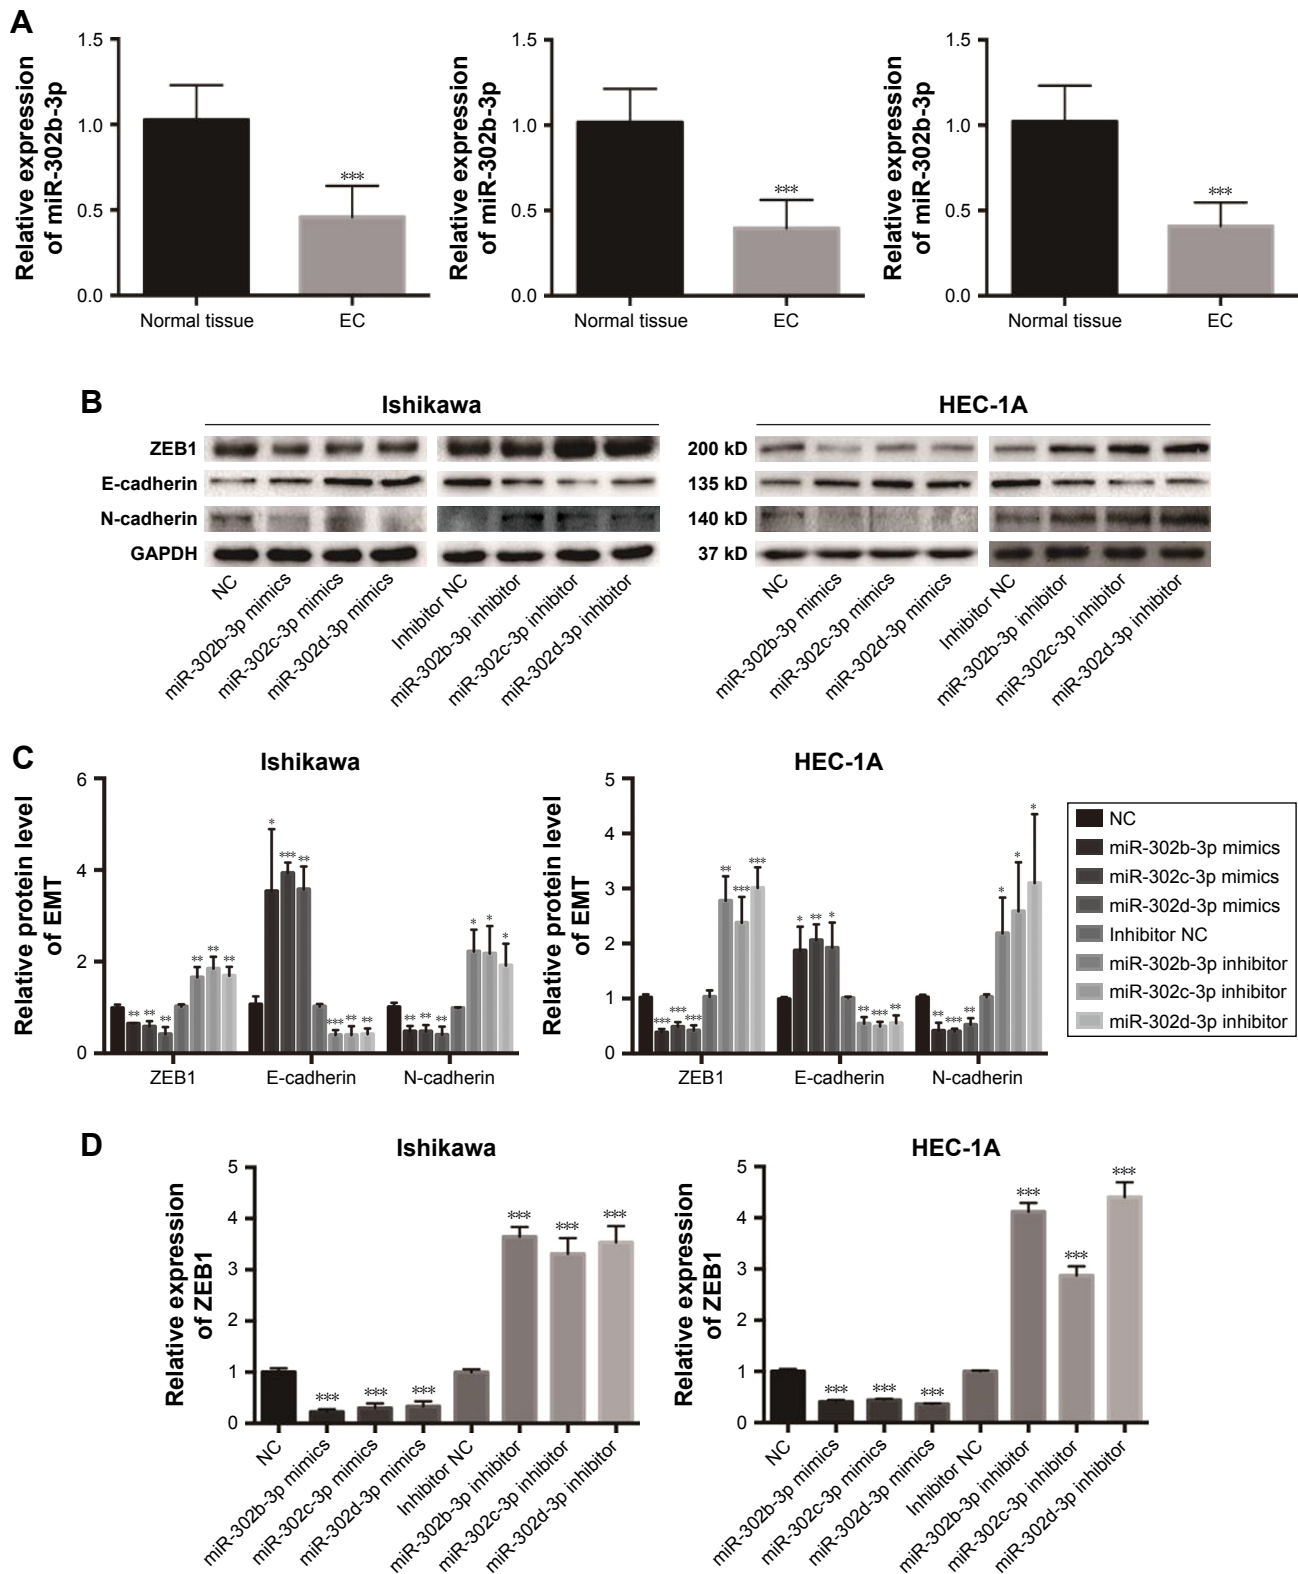 A
Relative expression
of miR-302b-3p
1.5
1.0
0.5
0.0
***
Normal tissue
EC
Relative expression
of miR-302b-3p
1.5
1.0
0.5
0.0
***
Normal tissue
EC
Relative expression
of miR-302b-3p
1.5
1.0
0.5
0.0
***
Normal tissue
EC
B
Ishikawa
HEC-1A
ZEB1
E-cadherin
N-cadherin
GAPDH
200 kD
135 kD
140 kD
37 kD
NC
miR-302b-3p mimics
miR-302c-3p mimics
miR-302d-3p mimics
Inhibitor NC
miR-302b-3p inhibitor
miR-302c-3p inhibitor
miR-302d-3p inhibitor
NC
miR-302b-3p mimics
miR-302c-3p mimics
miR-302d-3p mimics
Inhibitor NC
miR-302b-3p inhibitor
miR-302c-3p inhibitor
miR-302d-3p inhibitor
C
Ishikawa
Relative protein level
of EMT
6
4
2
0
** ** ** ** ** **
* *** ** *** ** **
** ** ** * * *
ZEB1
E-cadherin
N-cadherin
HEC-1A
Relative protein level
of EMT
5
4
3
2
1
0
*** *** *** ** *** ***
* ** * ** *** **
** *** ** * * *
ZEB1
E-cadherin
N-cadherin
NC
miR-302b-3p mimics
miR-302c-3p mimics
miR-302d-3p mimics
Inhibitor NC
miR-302b-3p inhibitor
miR-302c-3p inhibitor
miR-302d-3p inhibitor
D
Ishikawa
Relative expression
of ZEB1
5
4
3
2
1
0
*** *** *** *** *** ***
NC
miR-302b-3p mimics
miR-302c-3p mimics
miR-302d-3p mimics
Inhibitor NC
miR-302b-3p inhibitor
miR-302c-3p inhibitor
miR-302d-3p inhibitor
HEC-1A
Relative expression
of ZEB1
5
4
3
2
1
0
*** *** *** *** *** ***
NC
miR-302b-3p mimics
miR-302c-3p mimics
miR-302d-3p mimics
Inhibitor NC
miR-302b-3p inhibitor
miR-302c-3p inhibitor
miR-302d-3p inhibitor